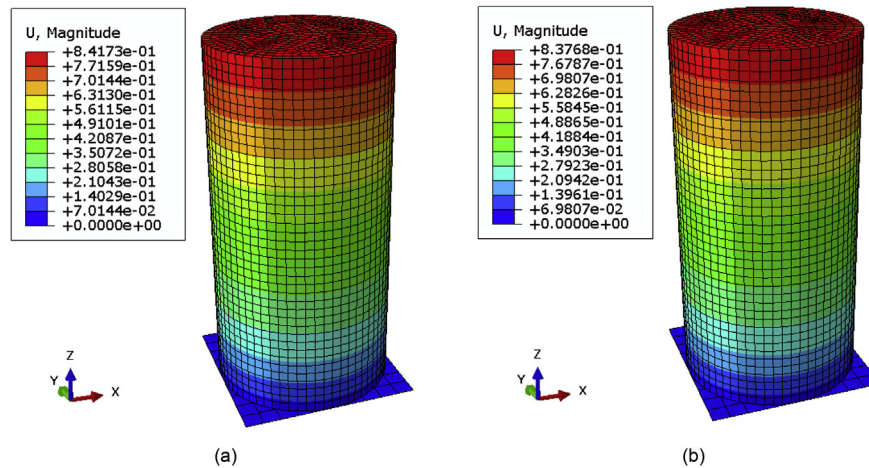 U, Magnitude
+8.4173e-01
+7.7159e-01
+7.0144e-01
+6.3130e-01
+5.6115e-01
+4.9101e-01
+4.2087e-01
+3.5072e-01
+2.8058e-01
+2.1043e-01
+1.4029e-01
+7.0144e-02
+0.0000e+00
Z
Y
X
(a)
U, Magnitude
+8.3768e-01
+7.6787e-01
+6.9807e-01
+6.2826e-01
+5.5845e-01
+4.8865e-01
+4.1884e-01
+3.4903e-01
+2.7923e-01
+2.0942e-01
+1.3961e-01
+6.9807e-02
+0.0000e+00
Z
Y
X
(b)